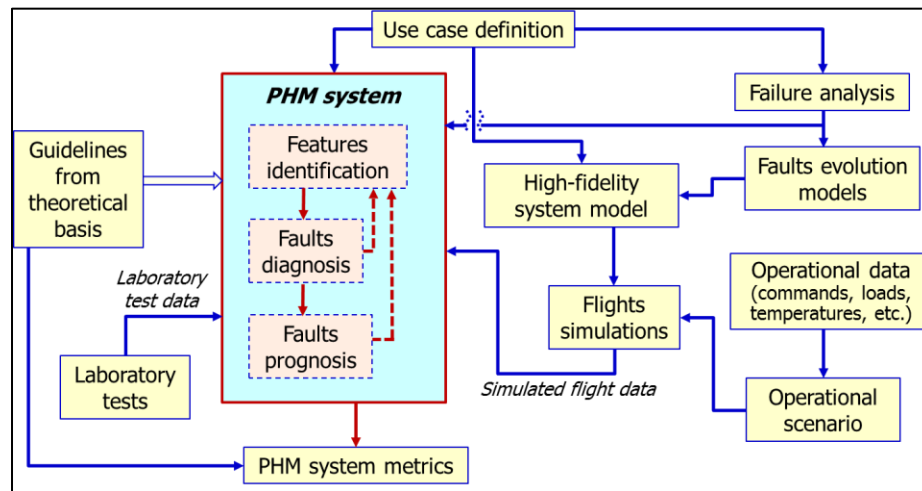 Use case definition
PHM system
Failure analysis
Features
identification
Guidelines
from
theoretical
basis
High-fidelity
system model
Faults evolution
models
Faults
diagnosis
Laboratory
test data
Operational data
(commands, loads,
temperatures, etc.)
Flights
simulations
Faults
prognosis
Laboratory
tests
Simulated flight data
Operational
scenario
PHM system metrics